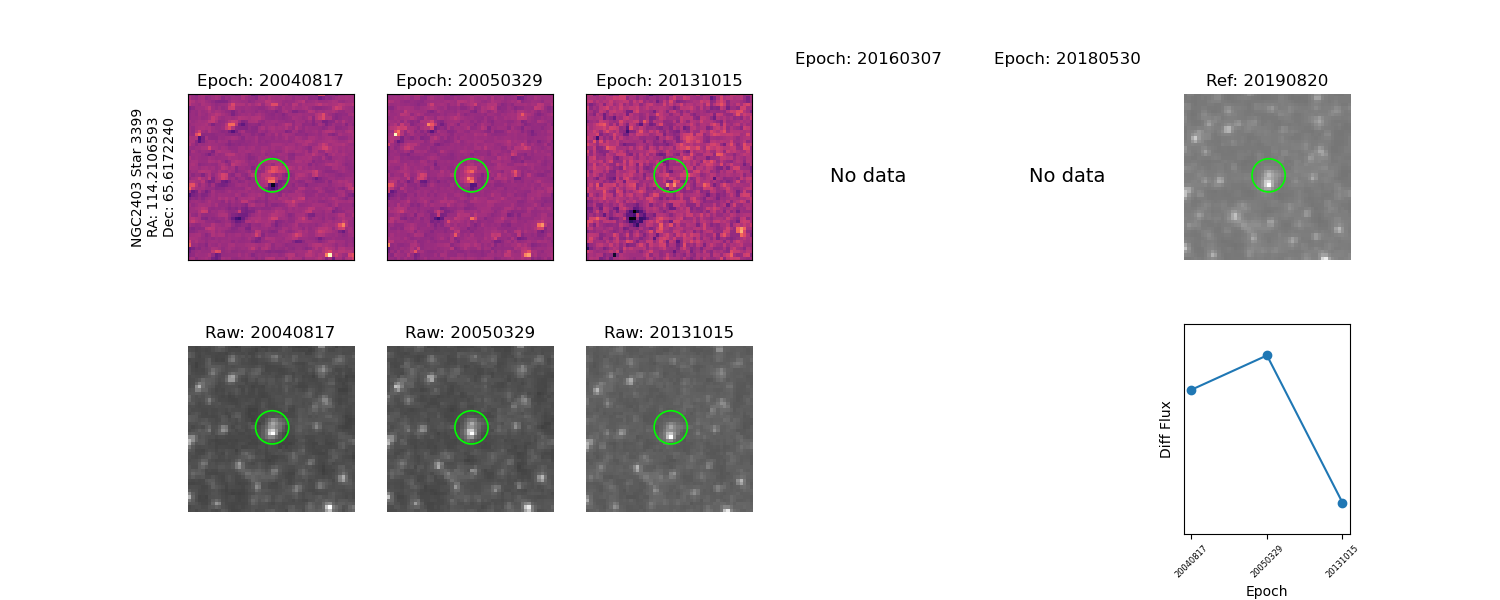 Epoch: 20040817
Epoch: 20050329
Epoch: 20131015
Epoch: 20160307
Epoch: 20180530
Ref: 20190820
NGC2403 Star 3399
RA: 114.2106593
Dec: 65.6172240
No data
No data
Raw: 20040817
Raw: 20050329
Raw: 20131015
Diff Flux
20040817
20050329
20131015
Epoch